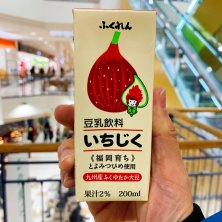 ふくれん
豆乳飲料
いちじく
《福岡育ち》
とよみつひめ使用
九州産ふくゆたか大豆
果汁2% 200ml